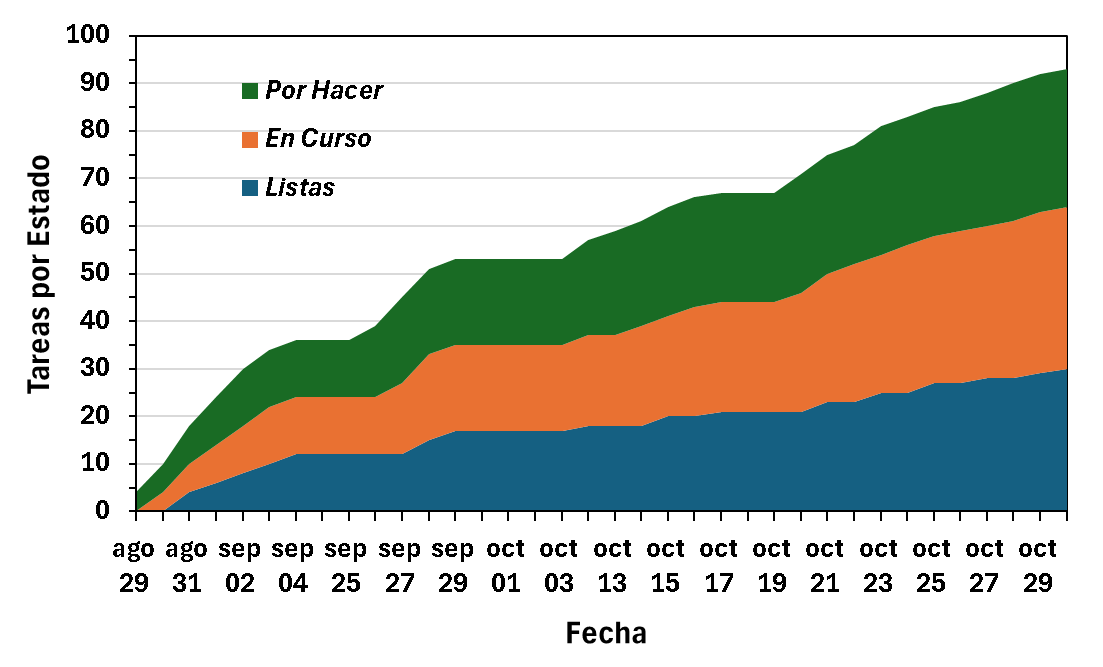 Tareas por Estado
100
90
80
70
60
50
40
30
20
10
0
Por Hacer
En Curso
Listas
ago ago sep sep sep sep sep oct oct oct oct oct oct oct oct oct oct oct
29 31 02 04 25 27 29 01 03 13 15 17 19 21 23 25 27 29
Fecha